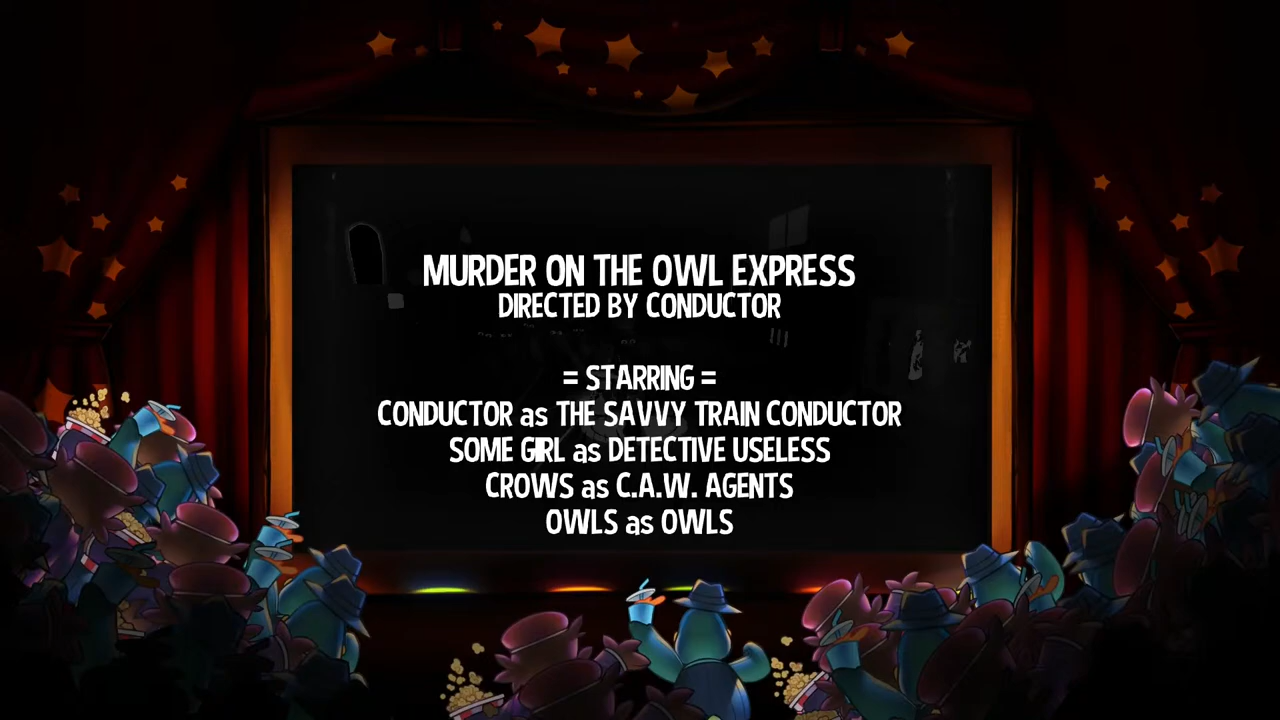 MURDER ON THE OWL EXPRESS
DIRECTED BY CONDUCTOR
= STARRING =
CONDUCTOR as THE SAVVY TRAIN CONDUCTOR
SOME GIRL as DETECTIVE USELESS
CROWS as C.A.W. AGENTS
OWLS as OWLS